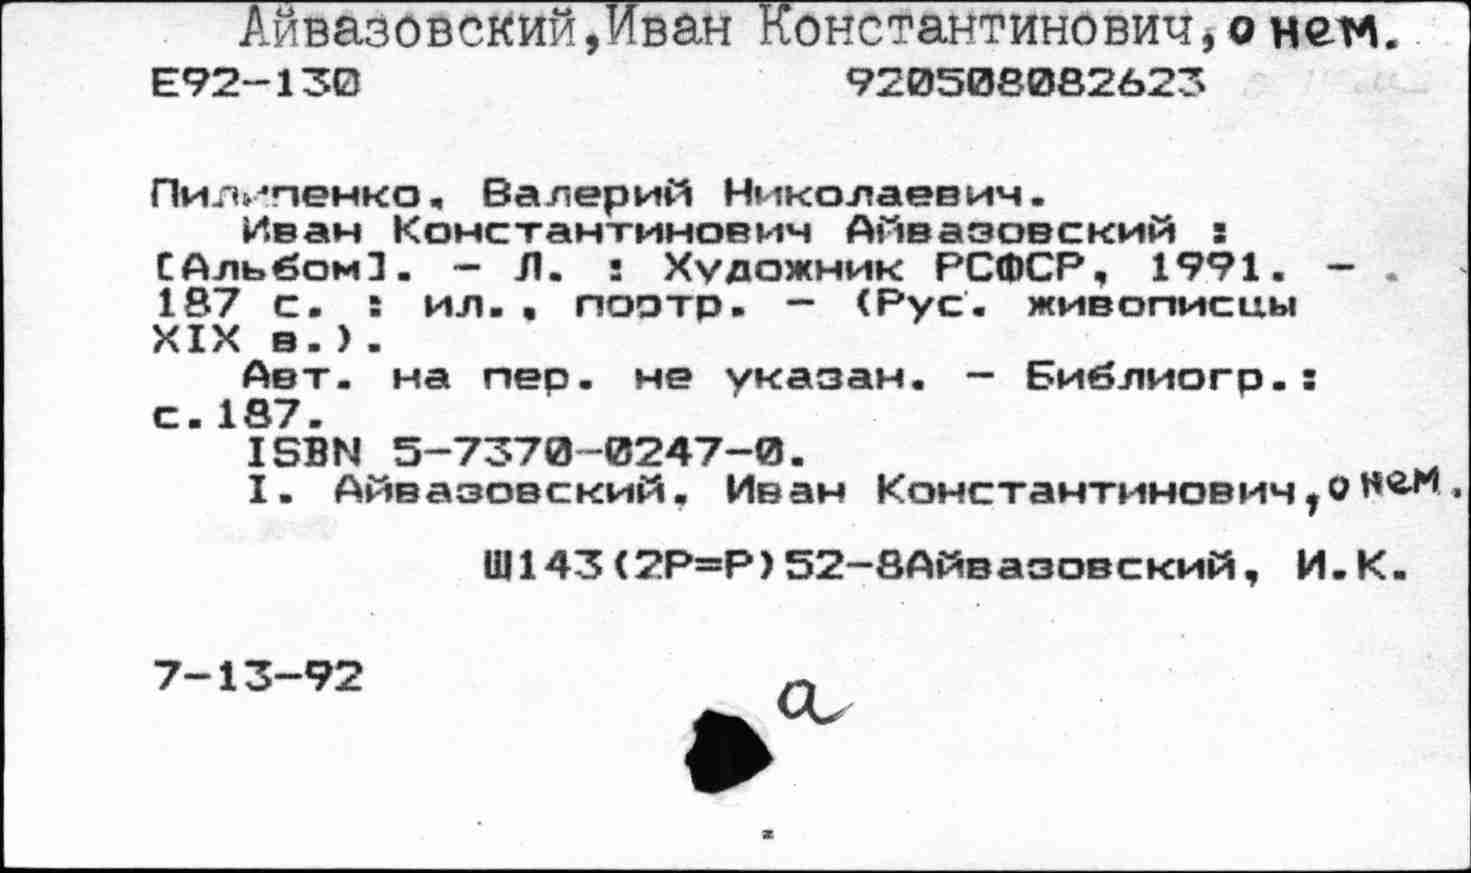 Айвазовский,Иван Константинович,о нем.
Е92-130 920508082623
Пилипенко, Валерий Николаевич.
Иван Константинович Айвазовский :
[Альбом]. - Л. : Художник РСФСР, 1991. -
187 с. : ил., портр. - (Рус. живописцы
XIX в.).
Авт. на пер. не указан. - Библиогр.:
с.187.
ISBN 5-7370-0247-0.
I. Айвазовский, Иван Константинович,о нем.
Ш143(2Р=Р)52-8Айвазовский, И.К.
7-13-92
а